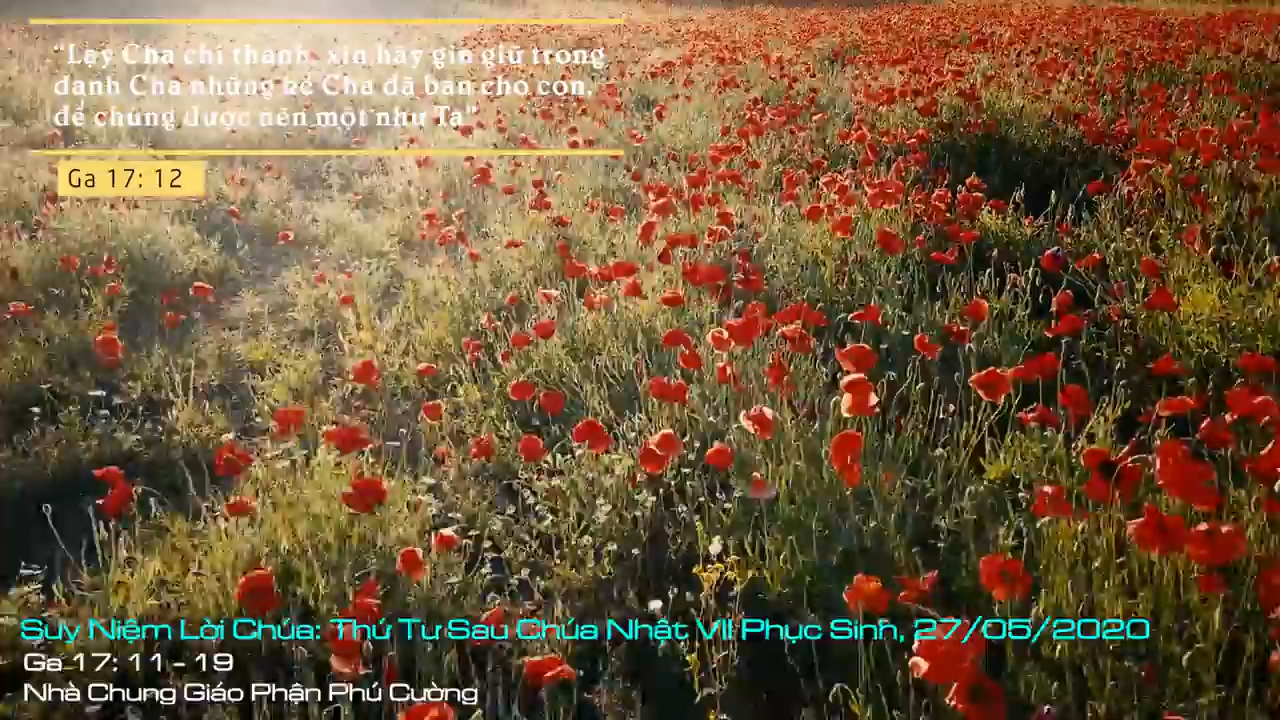 “Lạy Cha chí thánh, xin hãy gìn giữ trong
danh Cha những kẻ Cha đã ban cho con,
để chúng được nên một như Ta"
Ga 17: 12
Suy Niệm Lời Chúa: Thứ Tư Sau Chúa Nhật VII Phục Sinh, 27/05/2020
Ga 17: 11 - 19
Nhà Chung Giáo Phận Phú Cường